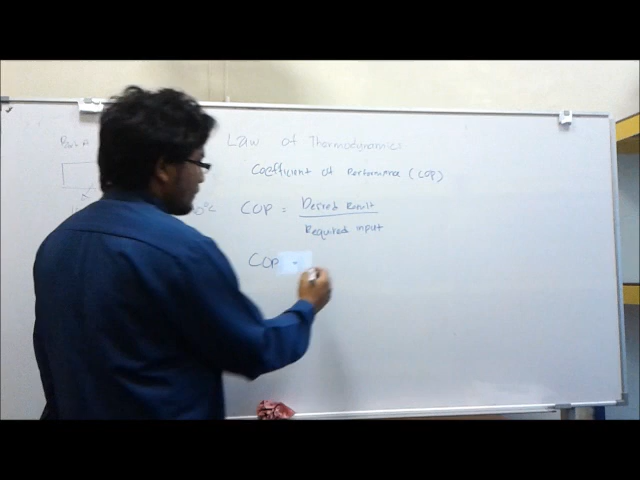 Law of Thermodynamics
Coefficient of Performance (COP)
COP = Desired Result
Required input
COP